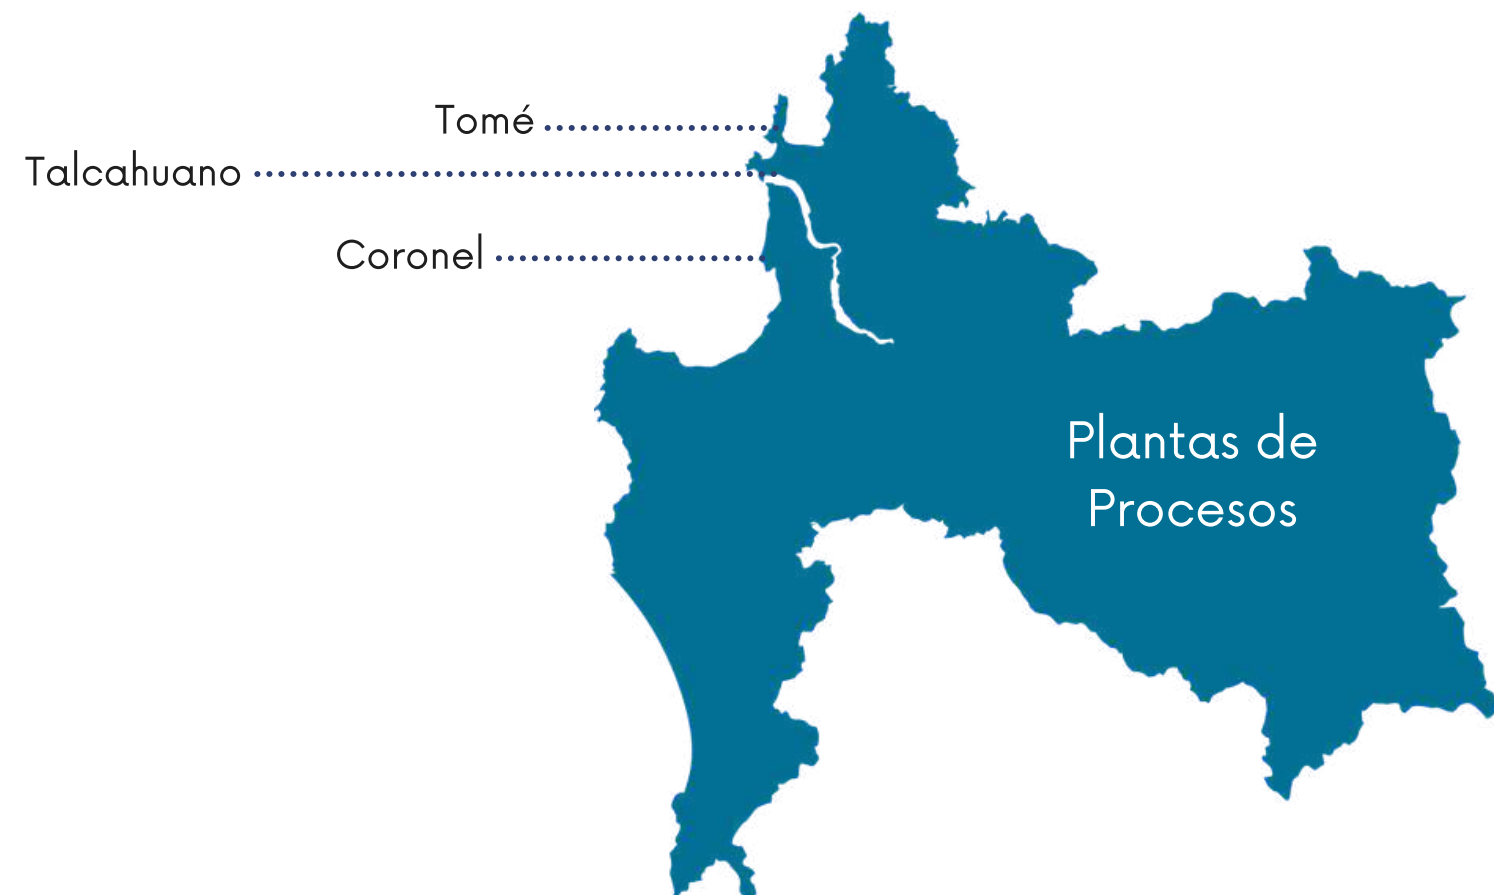 Tomé
Talcahuano
Coronel
Plantas de
Procesos